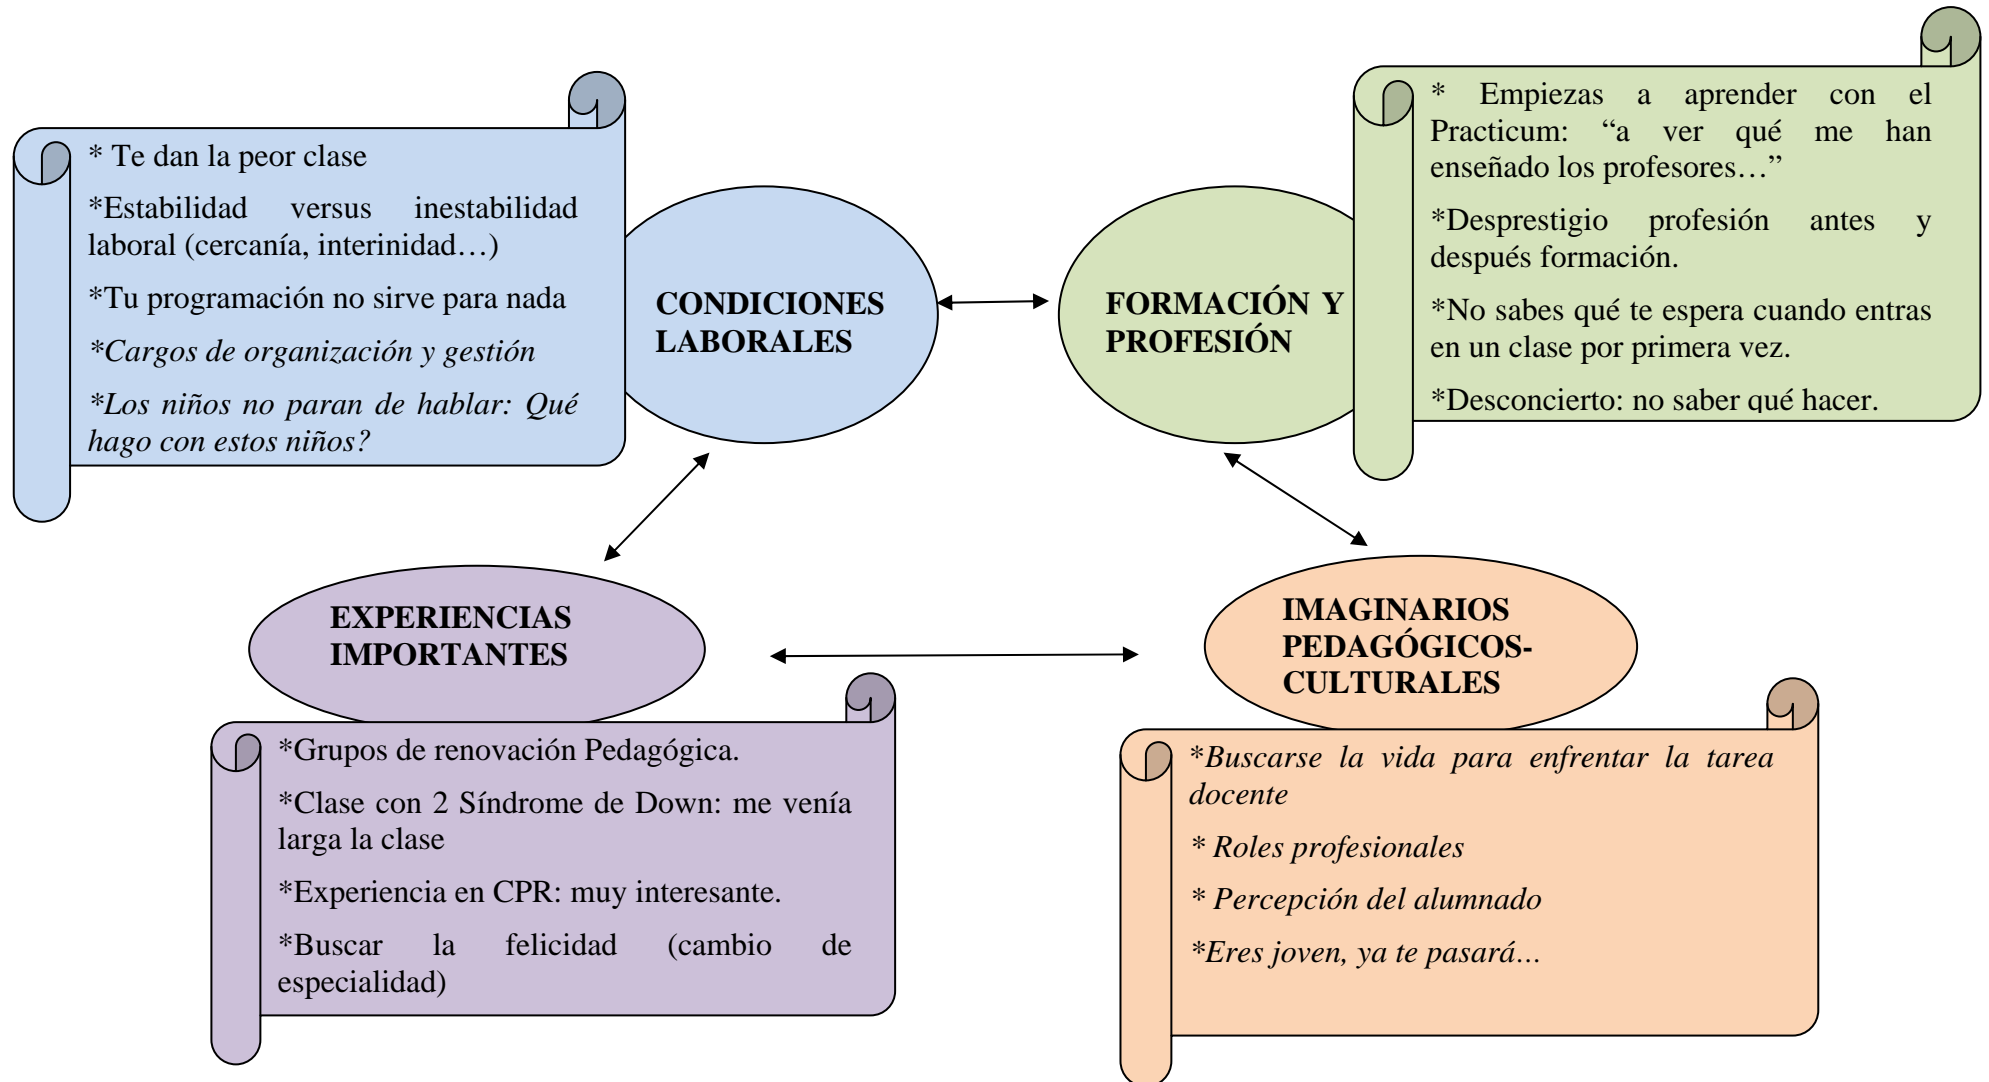 * Te dan la peor clase
*Estabilidad versus inestabilidad
laboral (cercanía, interinidad…)
*Tu programación no sirve para nada
*Cargos de organización y gestión
*Los niños no paran de hablar: Qué
hago con estos niños?
CONDICIONES
LABORALES
FORMACIÓN Y
PROFESIÓN
* Empiezas a aprender con el
Practicum: “a ver qué me han
enseñado los profesores…”
*Desprestigio profesión antes y
después formación.
*No sabes qué te espera cuando entras
en un clase por primera vez.
*Desconcierto: no saber qué hacer.
EXPERIENCIAS
IMPORTANTES
*Grupos de renovación Pedagógica.
*Clase con 2 Síndrome de Down: me venía
larga la clase
*Experiencia en CPR: muy interesante.
*Buscar la felicidad (cambio de
especialidad)
IMAGINARIOS
PEDAGÓGICOS-
CULTURALES
*Buscarse la vida para enfrentar la tarea
docente
* Roles profesionales
* Percepción del alumnado
*Eres joven, ya te pasará…